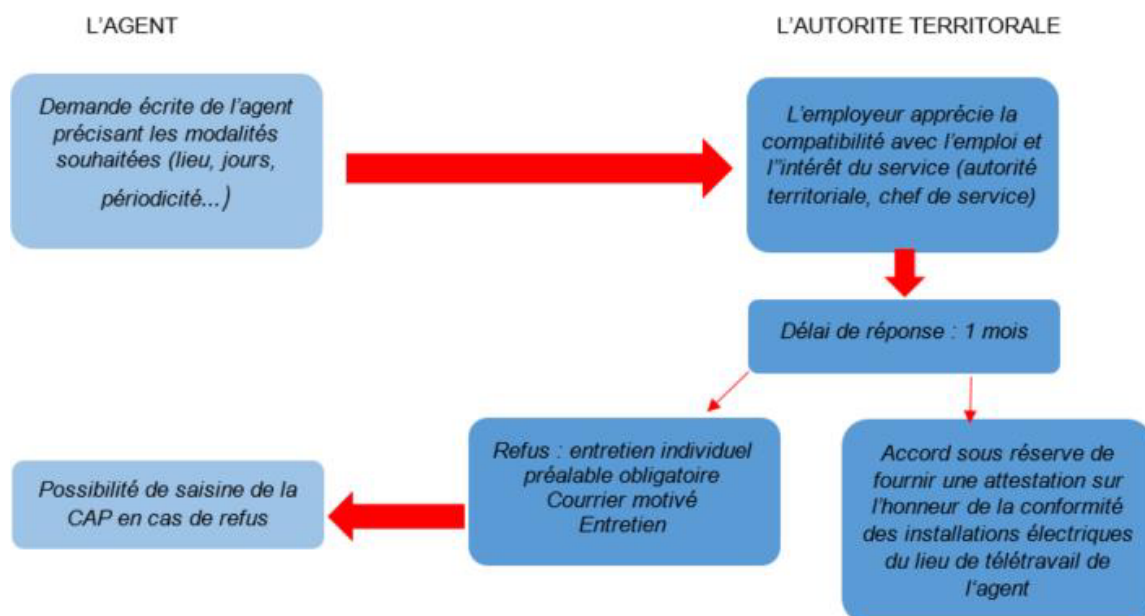 L'AGENT
L'AUTORITE TERRITORALE
Demande écrite de l'agent
précisant les modalités
souhaitées (lieu, jours,
périodicité...)
L'employeur apprécie la
compatibilité avec l'emploi et
l''intérêt du service (autorité
territoriale, chef de service)
Délai de réponse : 1 mois
Refus : entretien individuel
préalable obligatoire
Courrier motivé
Entretien
Accord sous réserve de
fournir une attestation sur
l'honneur de la conformité
des installations électriques
du lieu de télétravail de
l'agent
Possibilité de saisine de la
CAP en cas de refus